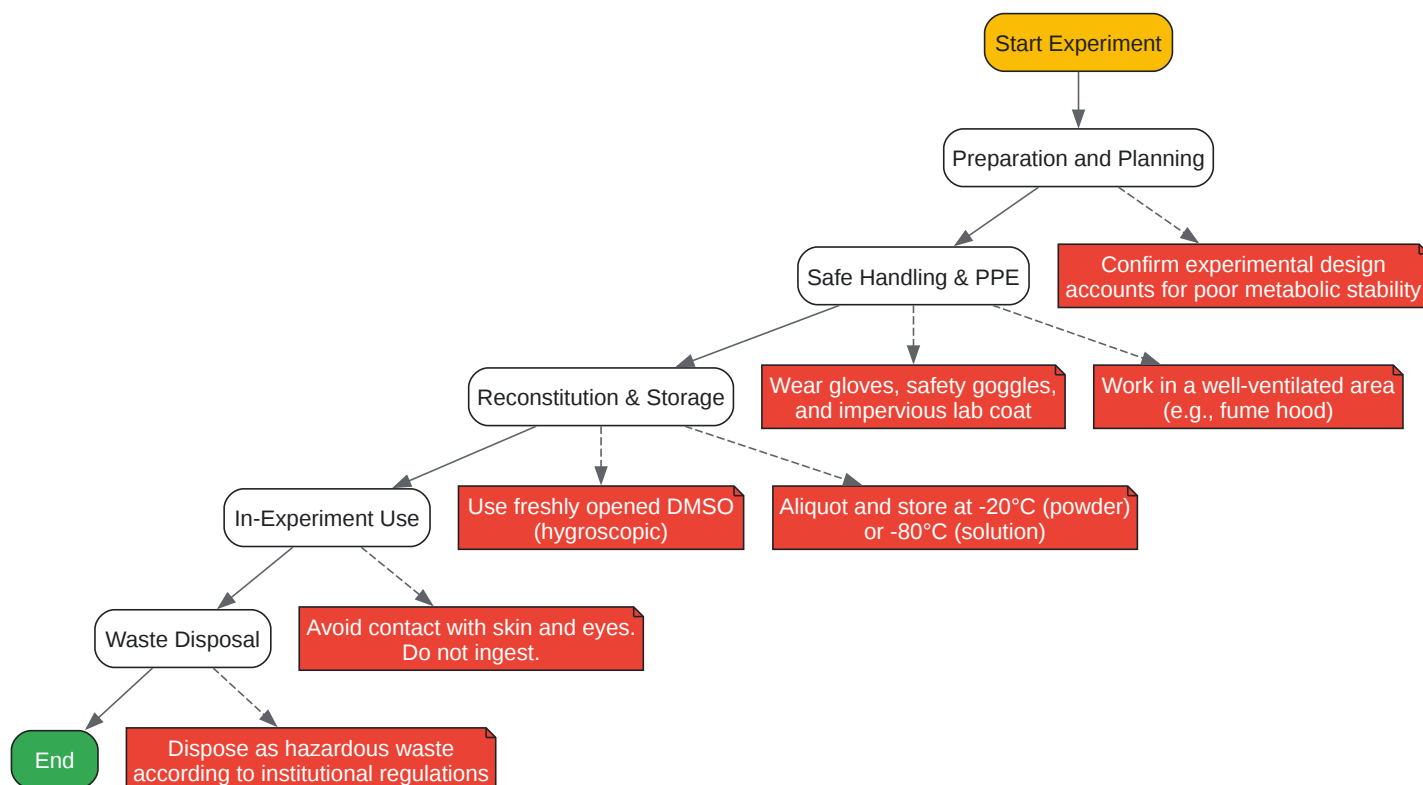 Start Experiment
Preparation and Planning
Safe Handling & PPE
Confirm experimental design
accounts for poor metabolic stability
Reconstitution & Storage
Wear gloves, safety goggles,
and impervious lab coat
Work in a well-ventilated area
(e.g., fume hood)
In-Experiment Use
Use freshly opened DMSO
(hygroscopic)
Aliquot and store at -20°C (powder)
or -80°C (solution)
Waste Disposal
Avoid contact with skin and eyes.
Do not ingest.
End
Dispose as hazardous waste
according to institutional regulations